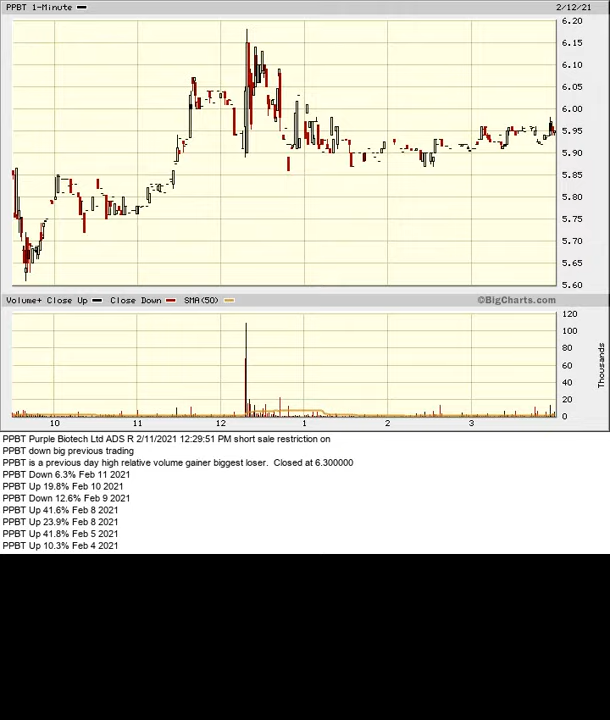 PPBT 1-Minute 2/12/21
6.20
6.15
6.10
6.05
6.00
5.95
5.90
5.85
5.80
5.75
5.70
5.65
5.60
10 11 12 1 2 3
Volume+ Close Up Close Down SMA(50) ©BigCharts.com
120
100
80
60
40
20
0
Thousands
10 11 12 1 2 3
PPBT Purple Biotech Ltd ADS R 2/11/2021 12:29:51 PM short sale restriction on
PPBT down big previous trading
PPBT is a previous day high relative volume gainer biggest loser. Closed at 6.300000
PPBT Down 6.3% Feb 11 2021
PPBT Up 19.8% Feb 10 2021
PPBT Down 12.6% Feb 9 2021
PPBT Up 41.6% Feb 8 2021
PPBT Up 23.9% Feb 8 2021
PPBT Up 41.8% Feb 5 2021
PPBT Up 10.3% Feb 4 2021